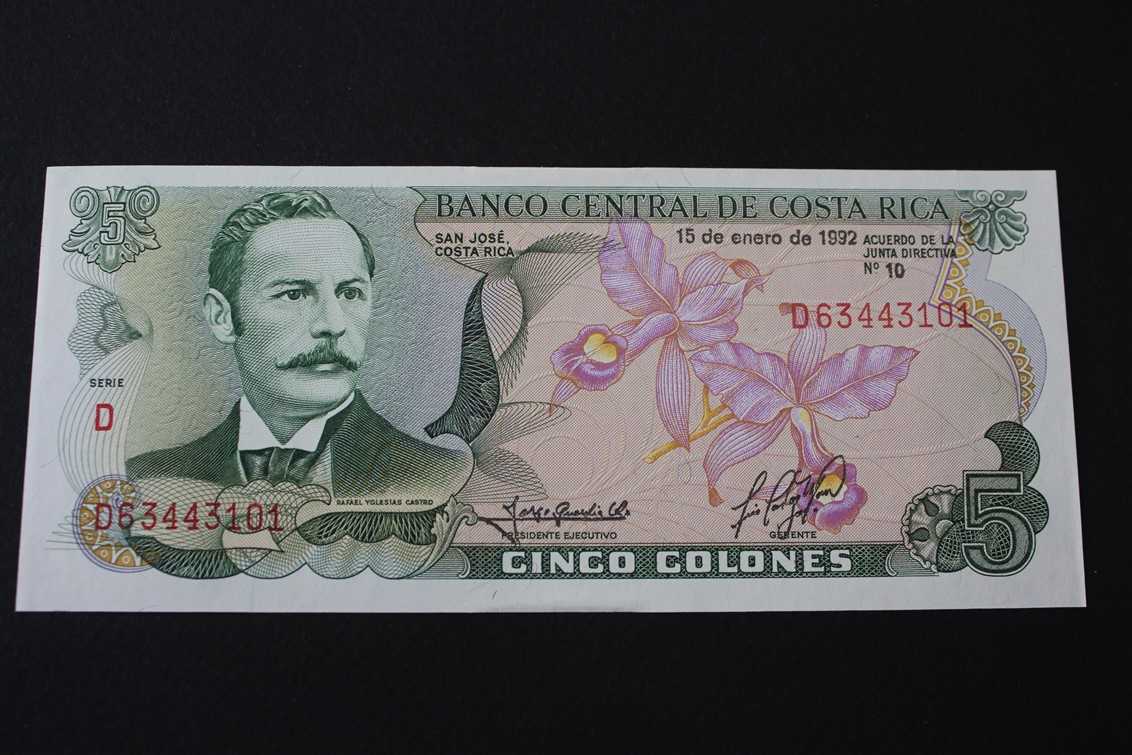 5
BANCO CENTRAL DE COSTA RICA
SAN JOSÉ,
COSTA RICA
15 de enero de 1992
ACUERDO DE LA
JUNTA DIRECTIVA
Nº 10
D63443101
SERIE
D
D63443101
RAFAEL YGLESIAS CASTRO
PRESIDENTE EJECUTIVO
GERENTE
CINCO COLONES
5